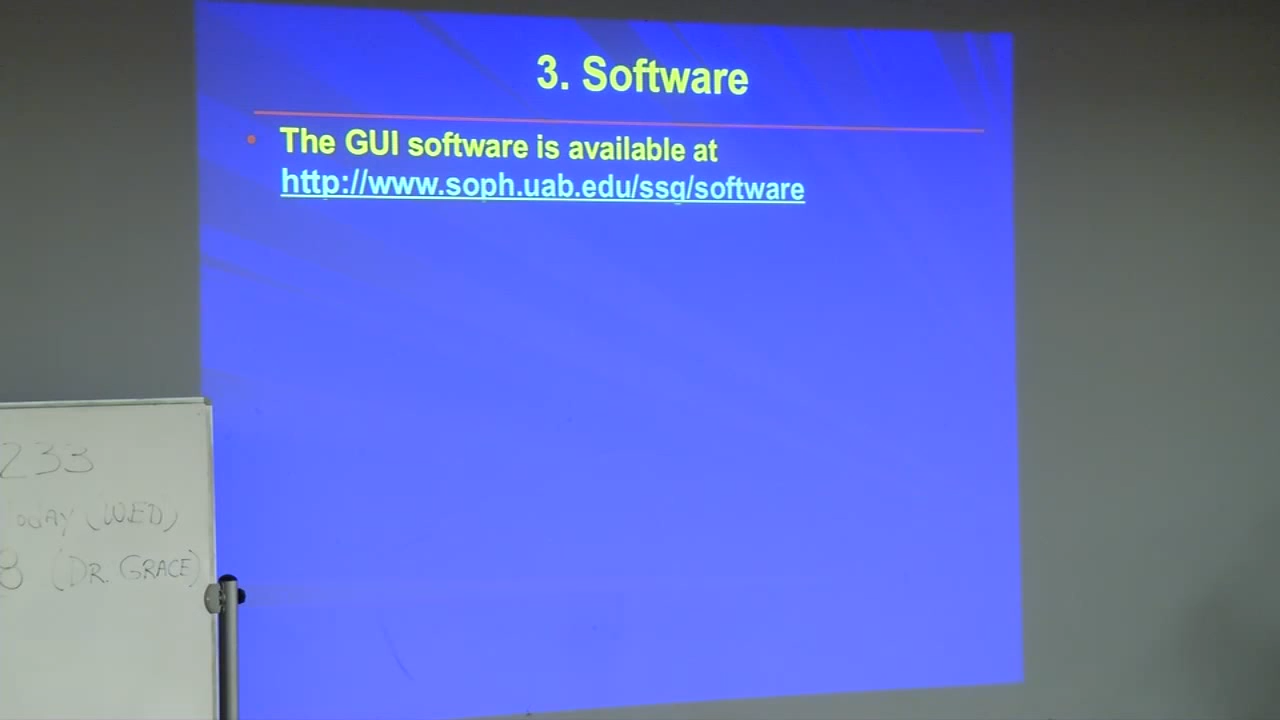 3. Software
• The GUI software is available at
http://www.soph.uab.edu/ssg/software
233
(WED)
8 (DR. GRACE)